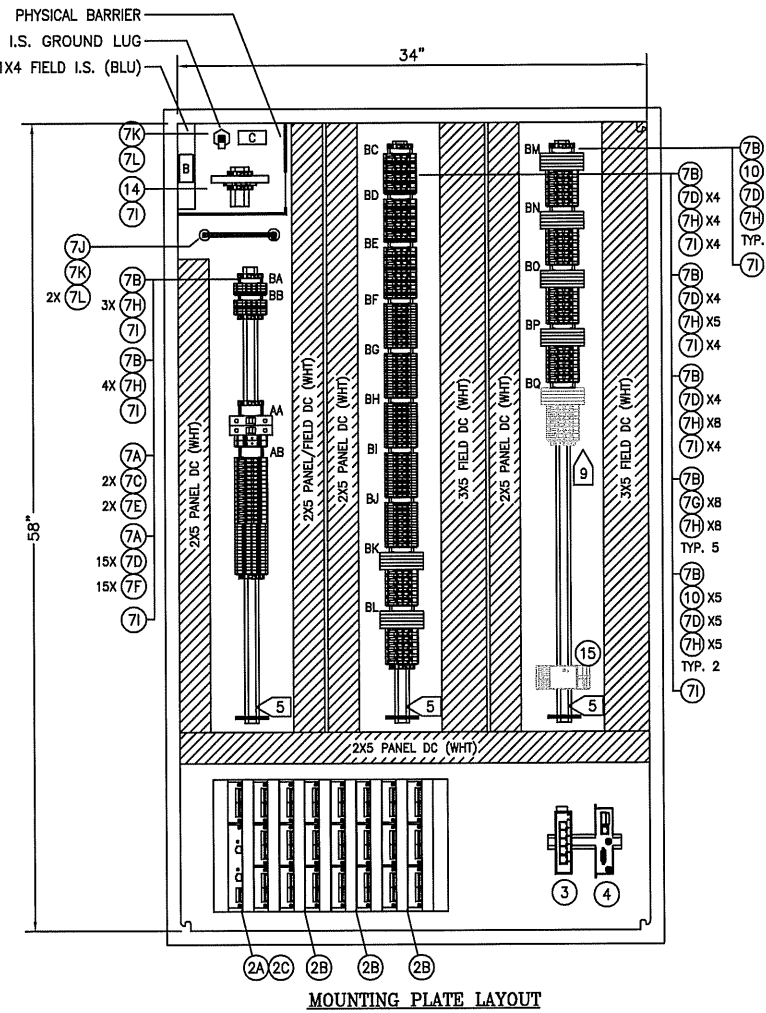 PHYSICAL BARRIER
I.S. GROUND LUG
1X4 FIELD I.S. (BLU)
34"
58"
7K
7L
14
7I
B
C
7J
7K
2X 7L
7B
3X 7H
7I
7B
4X 7H
7I
7A
2X 7C
2X 7E
7A
15X 7D
15X 7F
7I
BA
BB
AA
AB
2X5 PANEL DC (WHT)
2X5 PANEL/FIELD DC (WHT)
2X5 PANEL DC (WHT)
BC
BD
BE
BF
BG
BH
BI
BJ
BK
BL
3X5 FIELD DC (WHT)
2X5 PANEL DC (WHT)
BM
BN
BO
BP
BQ
3X5 FIELD DC (WHT)
7B
10
7D
7H
TYP.
7I
7B
7D X4
7H X4
7I X4
7B
7D X4
7H X5
7I X4
7B
7D X4
7H X8
7I X4
7B
7G X8
7H X8
TYP. 5
7B
10 X5
7D X5
7H X5
TYP. 2
7I
9
15
5
5
5
2X5 PANEL DC (WHT)
3
4
2A 2C 2B 2B 2B
MOUNTING PLATE LAYOUT